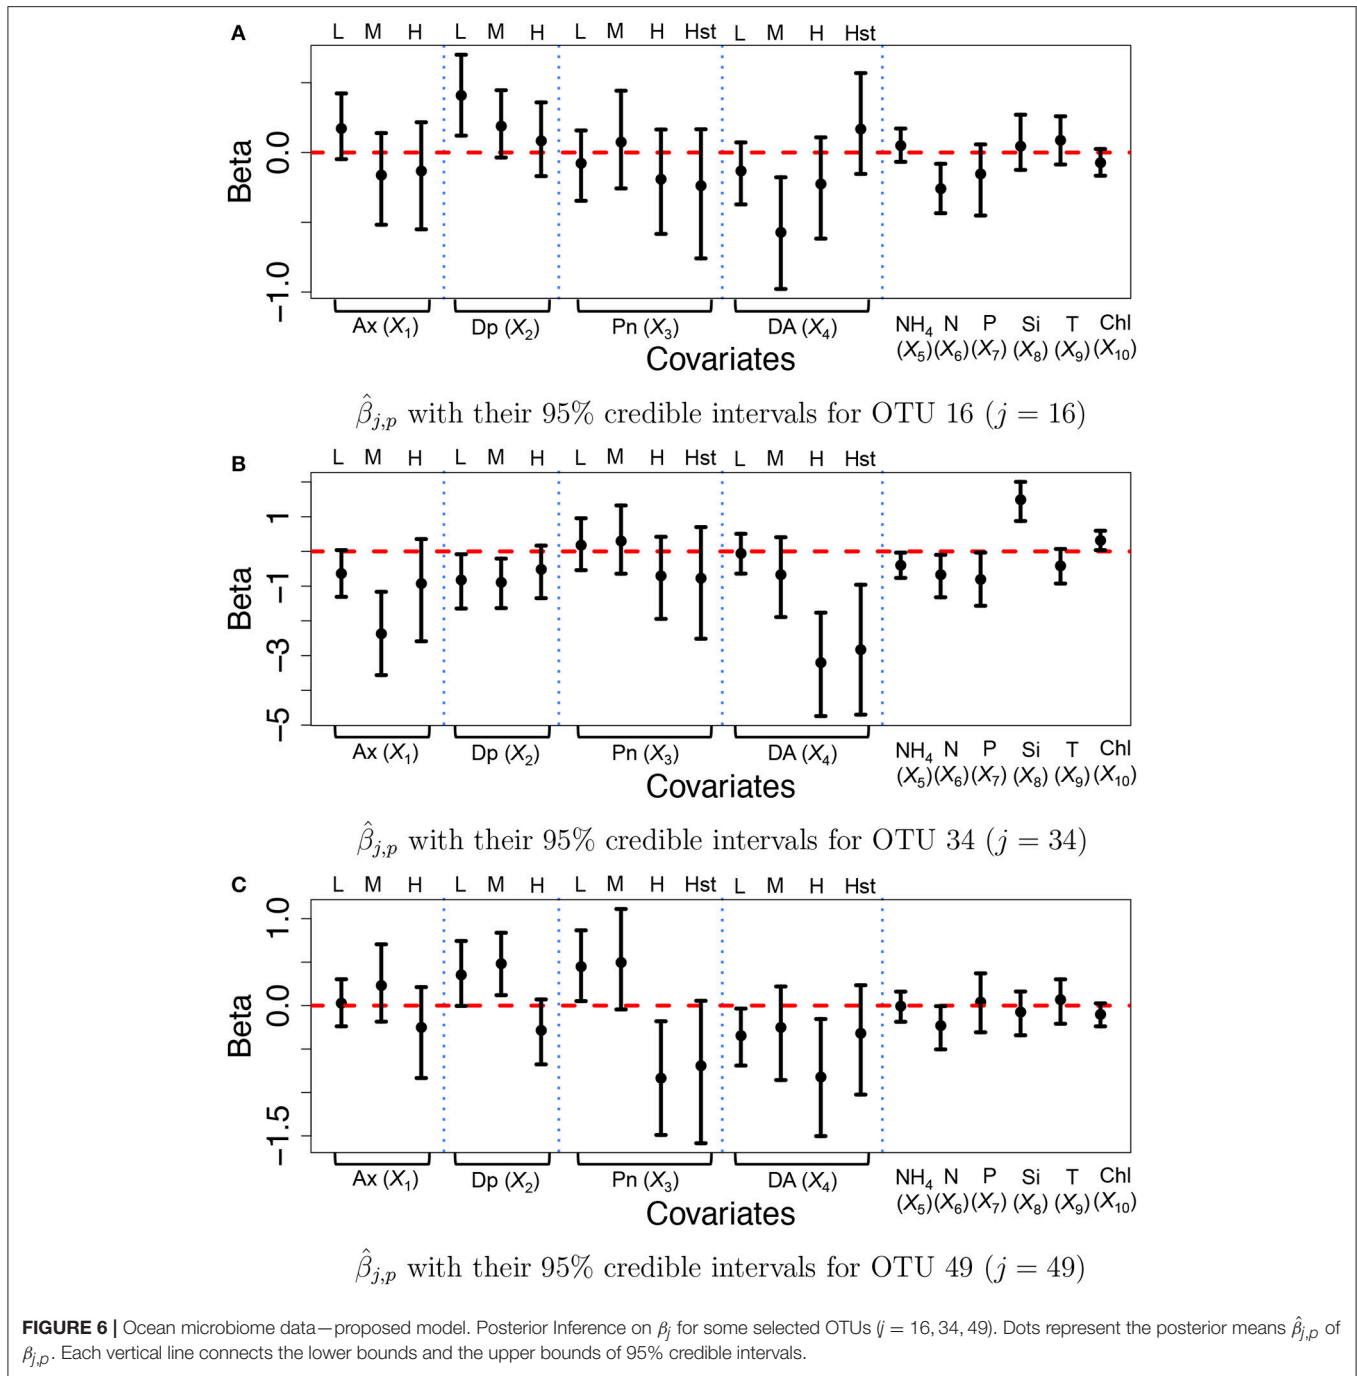 A
L M H L M H L M H Hst L M H Hst
Beta
0.0
−1.0
Ax (X1) Dp (X2) Pn (X3) DA (X4) NH4 N P Si T Chl
(X5) (X6) (X7) (X8) (X9) (X10)
Covariates
β̂j,p with their 95% credible intervals for OTU 16 (j = 16)
B
L M H L M H L M H Hst L M H Hst
Beta
1
−1
−3
−5
Ax (X1) Dp (X2) Pn (X3) DA (X4) NH4 N P Si T Chl
(X5) (X6) (X7) (X8) (X9) (X10)
Covariates
β̂j,p with their 95% credible intervals for OTU 34 (j = 34)
C
L M H L M H L M H Hst L M H Hst
Beta
1.0
0.0
−1.5
Ax (X1) Dp (X2) Pn (X3) DA (X4) NH4 N P Si T Chl
(X5) (X6) (X7) (X8) (X9) (X10)
Covariates
β̂j,p with their 95% credible intervals for OTU 49 (j = 49)
FIGURE 6 | Ocean microbiome data—proposed model. Posterior Inference on βj for some selected OTUs (j = 16, 34, 49). Dots represent the posterior means β̂j,p of
βj,p. Each vertical line connects the lower bounds and the upper bounds of 95% credible intervals.